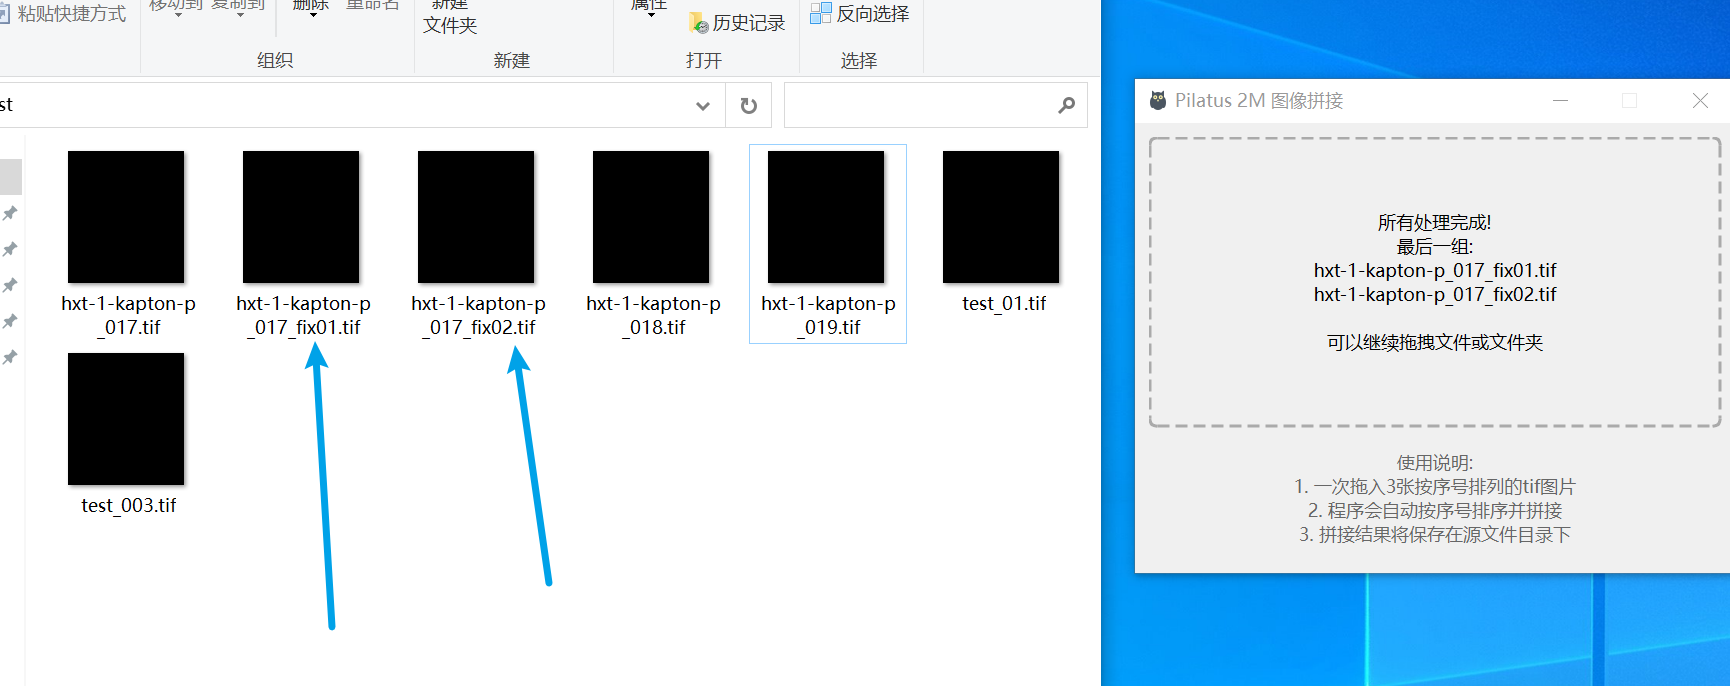 粘贴快捷方式
移动到 复制到
删除 重命名
新建
文件夹
属性
历史记录
反向选择
组织
新建
打开
选择
st
hxt-1-kapton-p
_017.tif
hxt-1-kapton-p
_017_fix01.tif
hxt-1-kapton-p
_017_fix02.tif
hxt-1-kapton-p
_018.tif
hxt-1-kapton-p
_019.tif
test_01.tif
test_003.tif
Pilatus 2M 图像拼接
所有处理完成!
最后一组:
hxt-1-kapton-p_017_fix01.tif
hxt-1-kapton-p_017_fix02.tif
可以继续拖拽文件或文件夹
使用说明:
1. 一次拖入3张按序号排列的tif图片
2. 程序会自动按序号排序并拼接
3. 拼接结果将保存在源文件目录下